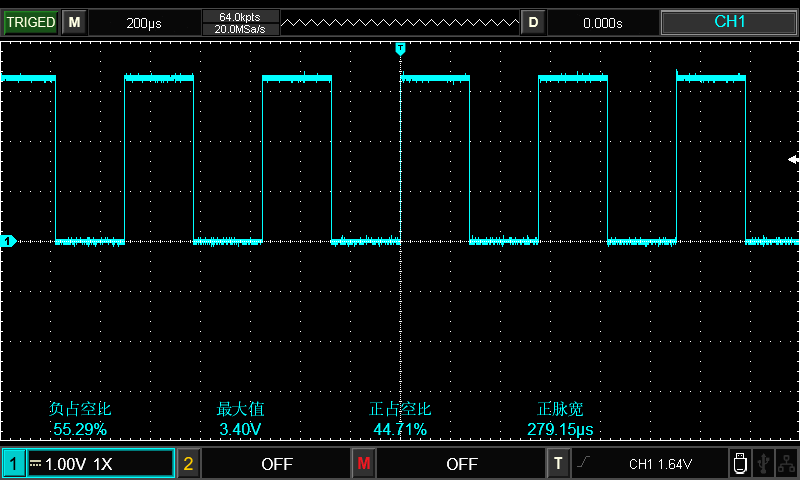 TRIGED M 200µs 64.0kpts D 0.000s CH1
20.0MSa/s
T
1
负占空比 最大值 正占空比 正脉宽
55.29% 3.40V 44.71% 279.15µs
1 1.00V 1X 2 OFF M OFF T CH1 1.64V